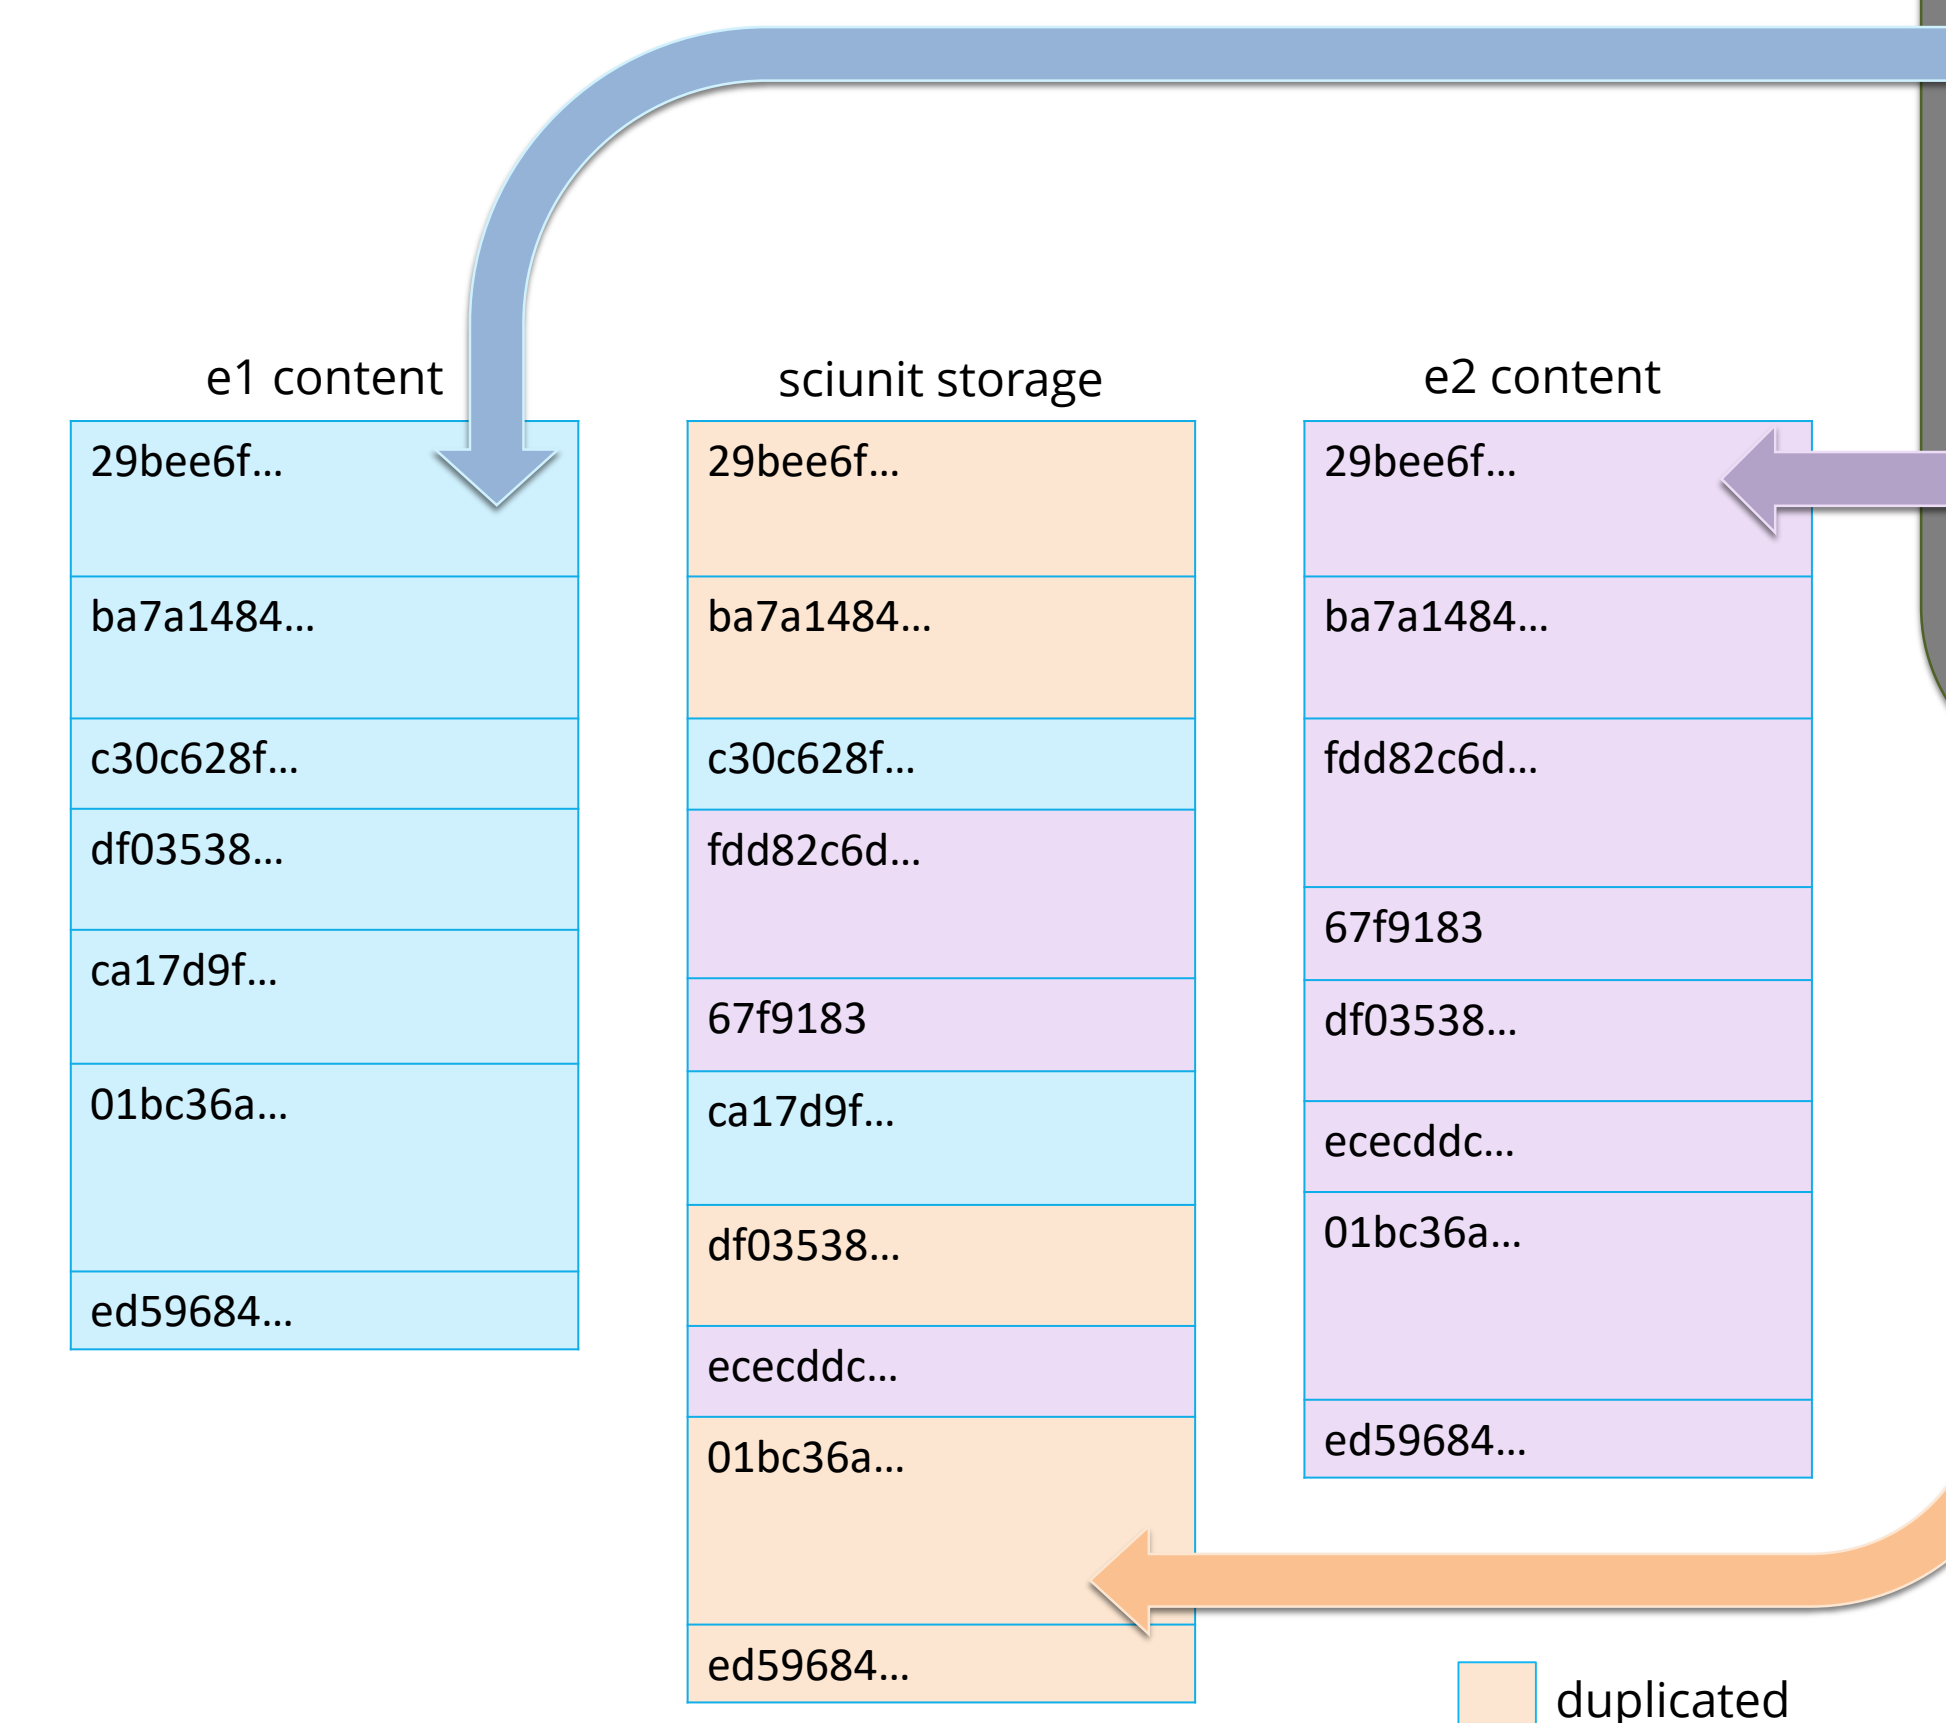 e1 content
29bee6f...
ba7a1484...
c30c628f...
df03538...
ca17d9f...
01bc36a...
ed59684...
sciunit storage
29bee6f...
ba7a1484...
c30c628f...
fdd82c6d...
67f9183
ca17d9f...
df03538...
ececddc...
01bc36a...
ed59684...
e2 content
29bee6f...
ba7a1484...
fdd82c6d...
67f9183
df03538...
ececddc...
01bc36a...
ed59684...
duplicated